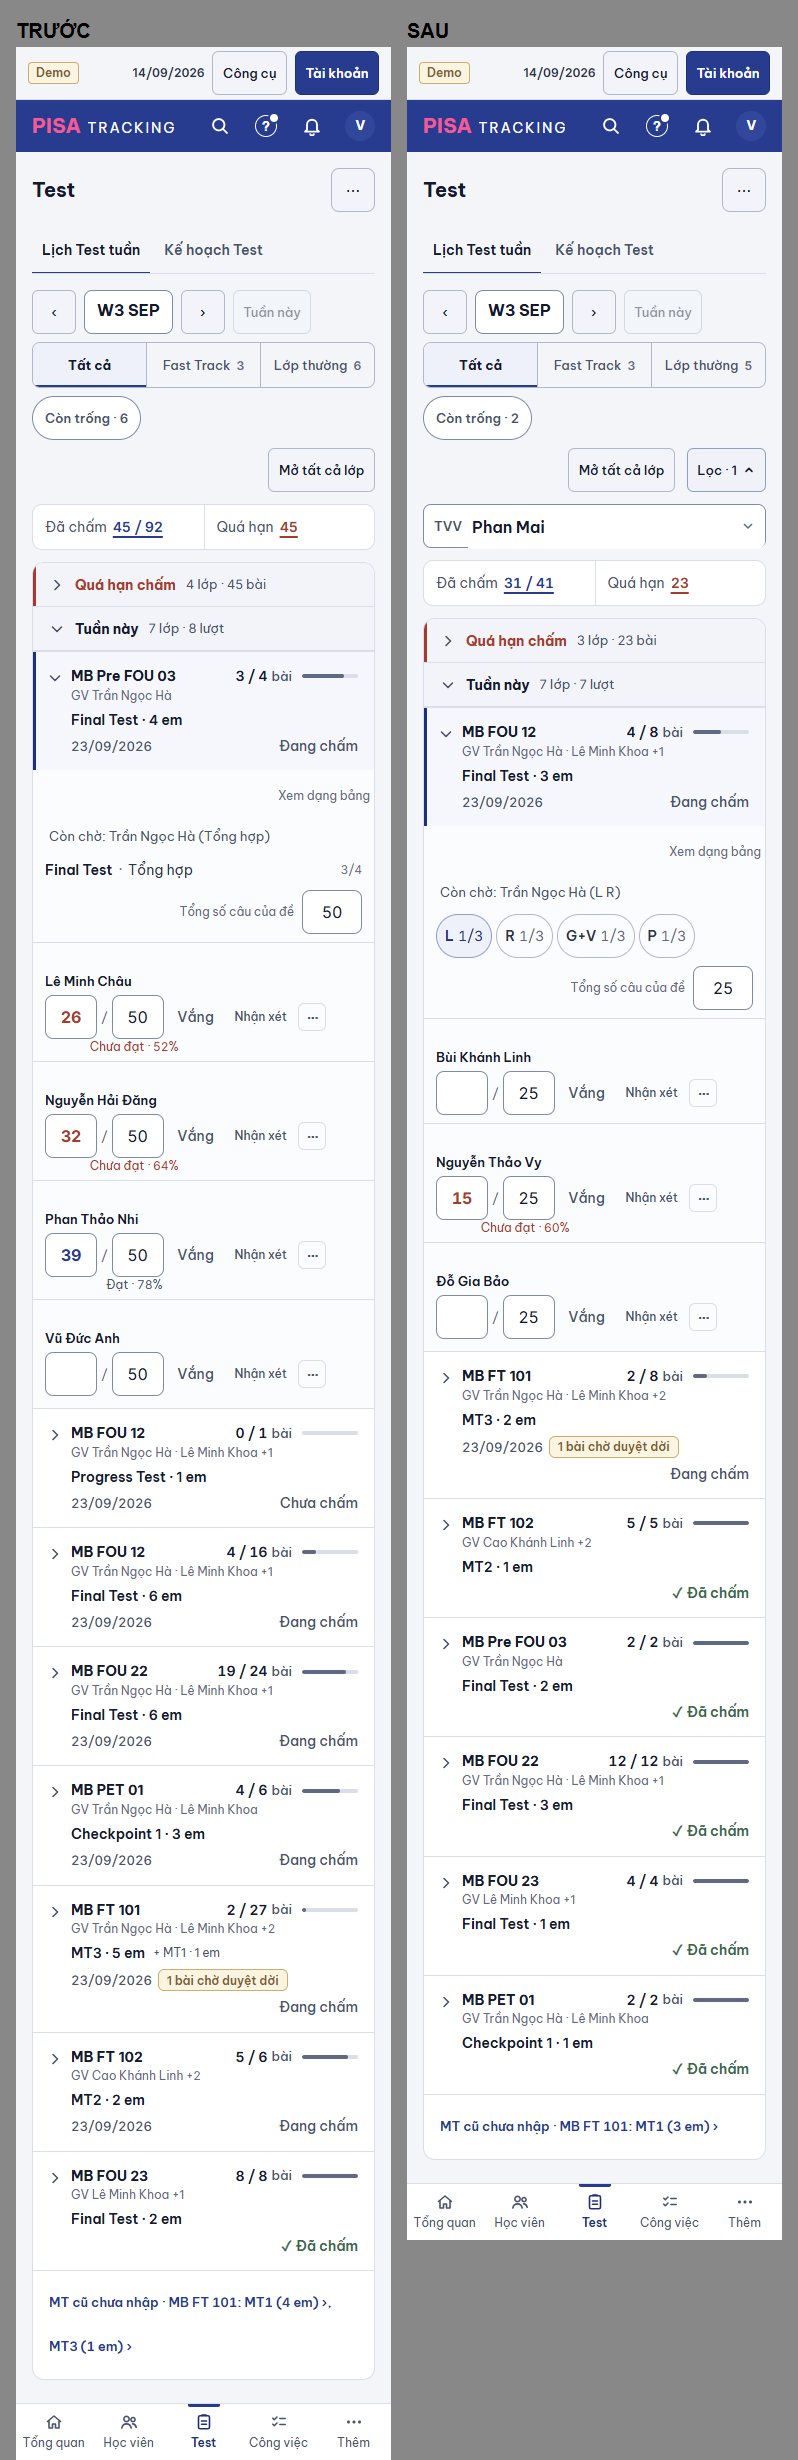 TRƯỚC
Demo
14/09/2026
Công cụ
Tài khoản
PISA TRACKING
?
V
Test
...
Lịch Test tuần
Kế hoạch Test
‹
W3 SEP
›
Tuần này
Tất cả
Fast Track 3
Lớp thường 6
Còn trống · 6
Mở tất cả lớp
Đã chấm 45 / 92
Quá hạn 45
Quá hạn chấm 4 lớp · 45 bài
Tuần này 7 lớp · 8 lượt
MB Pre FOU 03 3 / 4 bài
GV Trần Ngọc Hà
Final Test · 4 em
23/09/2026 Đang chấm
Xem dạng bảng
Còn chờ: Trần Ngọc Hà (Tổng hợp)
Final Test · Tổng hợp 3/4
Tổng số câu của đề 50
Lê Minh Châu
26 / 50 Vắng Nhận xét ...
Chưa đạt · 52%
Nguyễn Hải Đăng
32 / 50 Vắng Nhận xét ...
Chưa đạt · 64%
Phan Thảo Nhi
39 / 50 Vắng Nhận xét ...
Đạt · 78%
Vũ Đức Anh
/ 50 Vắng Nhận xét ...
MB FOU 12 0 / 1 bài
GV Trần Ngọc Hà · Lê Minh Khoa +1
Progress Test · 1 em
23/09/2026 Chưa chấm
MB FOU 12 4 / 16 bài
GV Trần Ngọc Hà · Lê Minh Khoa +1
Final Test · 6 em
23/09/2026 Đang chấm
MB FOU 22 19 / 24 bài
GV Trần Ngọc Hà · Lê Minh Khoa +1
Final Test · 6 em
23/09/2026 Đang chấm
MB PET 01 4 / 6 bài
GV Trần Ngọc Hà · Lê Minh Khoa
Checkpoint 1 · 3 em
23/09/2026 Đang chấm
MB FT 101 2 / 27 bài
GV Trần Ngọc Hà · Lê Minh Khoa +2
MT3 · 5 em + MT1 · 1 em
23/09/2026 1 bài chờ duyệt dời
Đang chấm
MB FT 102 5 / 6 bài
GV Cao Khánh Linh +2
MT2 · 2 em
23/09/2026 Đang chấm
MB FOU 23 8 / 8 bài
GV Lê Minh Khoa +1
Final Test · 2 em
✓ Đã chấm
MT cũ chưa nhập · MB FT 101: MT1 (4 em) ›,
MT3 (1 em) ›
Tổng quan
Học viên
Test
Công việc
Thêm
SAU
Demo
14/09/2026
Công cụ
Tài khoản
PISA TRACKING
?
V
Test
...
Lịch Test tuần
Kế hoạch Test
‹
W3 SEP
›
Tuần này
Tất cả
Fast Track 3
Lớp thường 5
Còn trống · 2
Mở tất cả lớp
Lọc · 1
TVV Phan Mai
Đã chấm 31 / 41
Quá hạn 23
Quá hạn chấm 3 lớp · 23 bài
Tuần này 7 lớp · 7 lượt
MB FOU 12 4 / 8 bài
GV Trần Ngọc Hà · Lê Minh Khoa +1
Final Test · 3 em
23/09/2026 Đang chấm
Xem dạng bảng
Còn chờ: Trần Ngọc Hà (L R)
L 1/3
R 1/3
G+V 1/3
P 1/3
Tổng số câu của đề 25
Bùi Khánh Linh
/ 25 Vắng Nhận xét ...
Nguyễn Thảo Vy
15 / 25 Vắng Nhận xét ...
Chưa đạt · 60%
Đỗ Gia Bảo
/ 25 Vắng Nhận xét ...
MB FT 101 2 / 8 bài
GV Trần Ngọc Hà · Lê Minh Khoa +2
MT3 · 2 em
23/09/2026 1 bài chờ duyệt dời
Đang chấm
MB FT 102 5 / 5 bài
GV Cao Khánh Linh +2
MT2 · 1 em
✓ Đã chấm
MB Pre FOU 03 2 / 2 bài
GV Trần Ngọc Hà
Final Test · 2 em
✓ Đã chấm
MB FOU 22 12 / 12 bài
GV Trần Ngọc Hà · Lê Minh Khoa +1
Final Test · 3 em
✓ Đã chấm
MB FOU 23 4 / 4 bài
GV Lê Minh Khoa +1
Final Test · 1 em
✓ Đã chấm
MB PET 01 2 / 2 bài
GV Trần Ngọc Hà · Lê Minh Khoa
Checkpoint 1 · 1 em
✓ Đã chấm
MT cũ chưa nhập · MB FT 101: MT1 (3 em) ›
Tổng quan
Học viên
Test
Công việc
Thêm